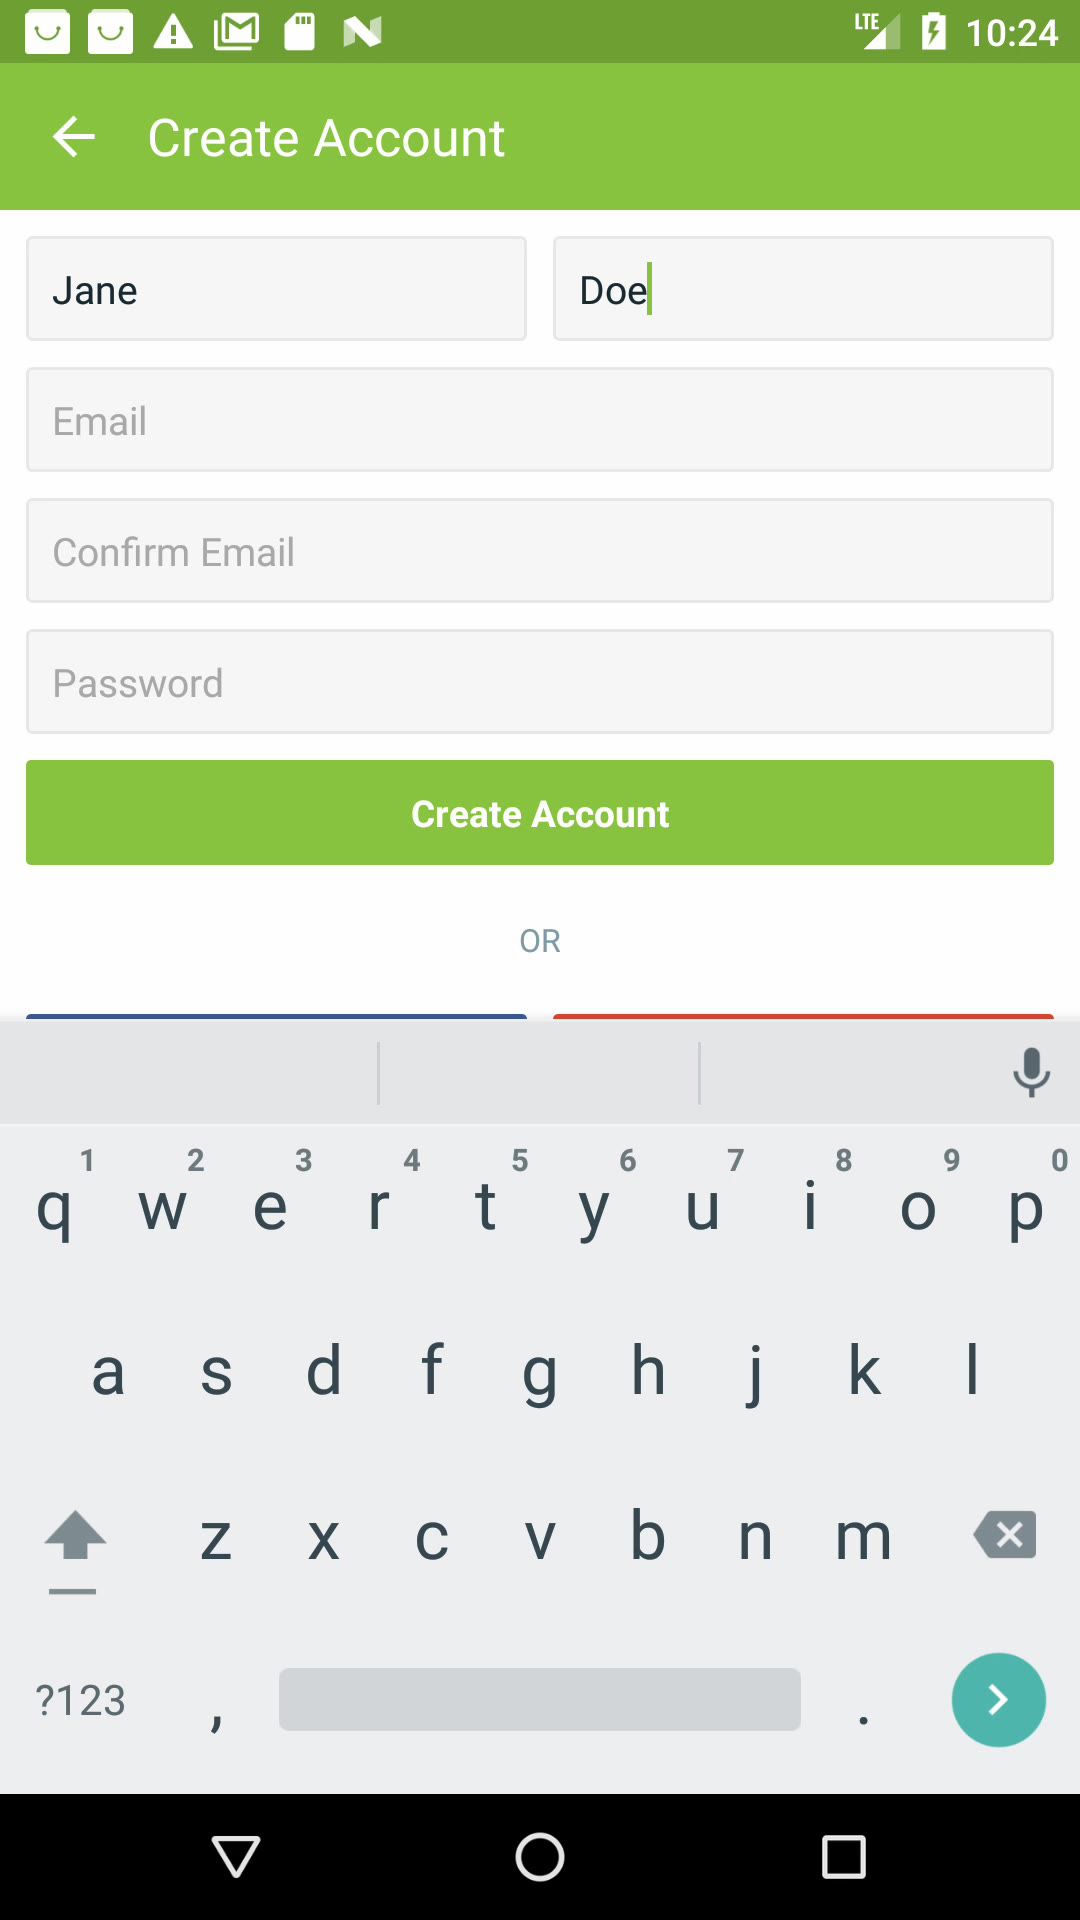 LTE 10:24
Create Account
Jane Doe
Email
Confirm Email
Password
Create Account
OR
1 2 3 4 5 6 7 8 9 0
q w e r t y u i o p
a s d f g h j k l
z x c v b n m
?123 , .